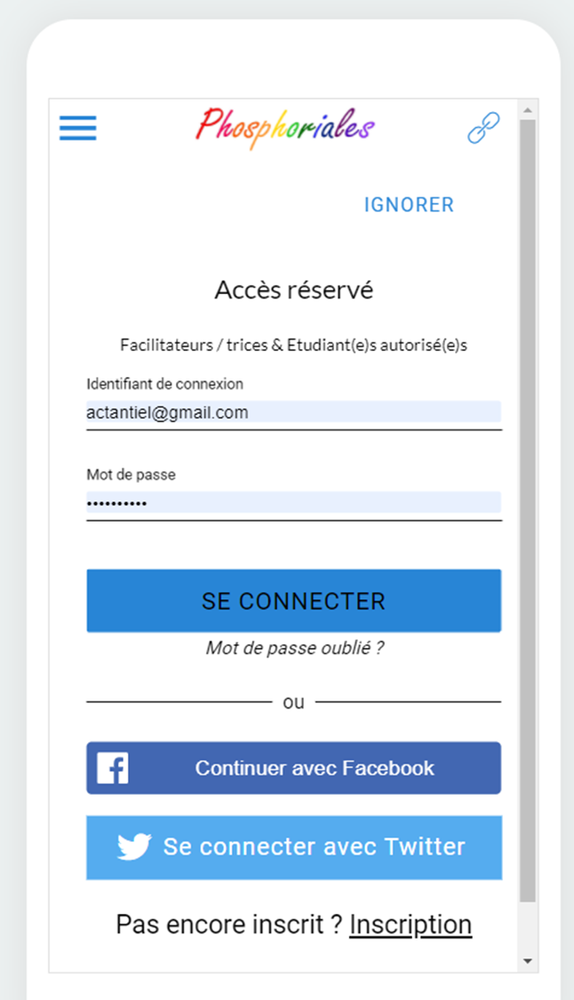 Phosphoriales
IGNORER
Accès réservé
Facilitateurs / trices & Etudiant(e)s autorisé(e)s
Identifiant de connexion
actantiel@gmail.com
Mot de passe
••••••••••
SE CONNECTER
Mot de passe oublié ?
ou
Continuer avec Facebook
Se connecter avec Twitter
Pas encore inscrit ? Inscription